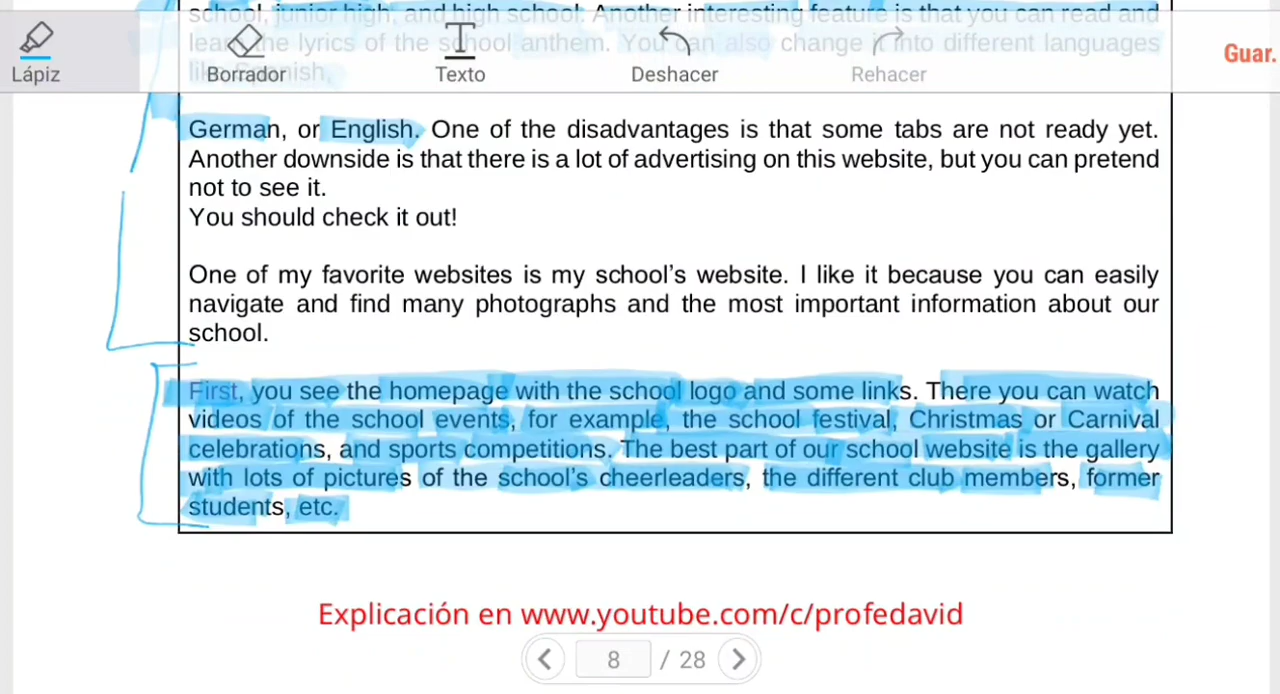 school, junior high, and high school. Another interesting feature is that you can read and
learn the lyrics of the school anthem. You can also change it into different languages
like Spanish,
Lápiz Borrador Texto Deshacer Rehacer Guar.
German, or English. One of the disadvantages is that some tabs are not ready yet.
Another downside is that there is a lot of advertising on this website, but you can pretend
not to see it.
You should check it out!
One of my favorite websites is my school's website. I like it because you can easily
navigate and find many photographs and the most important information about our
school.
First, you see the homepage with the school logo and some links. There you can watch
videos of the school events, for example, the school festival, Christmas or Carnival
celebrations, and sports competitions. The best part of our school website is the gallery
with lots of pictures of the school's cheerleaders, the different club members, former
students, etc.
Explicación en www.youtube.com/c/profedavid
8 / 28